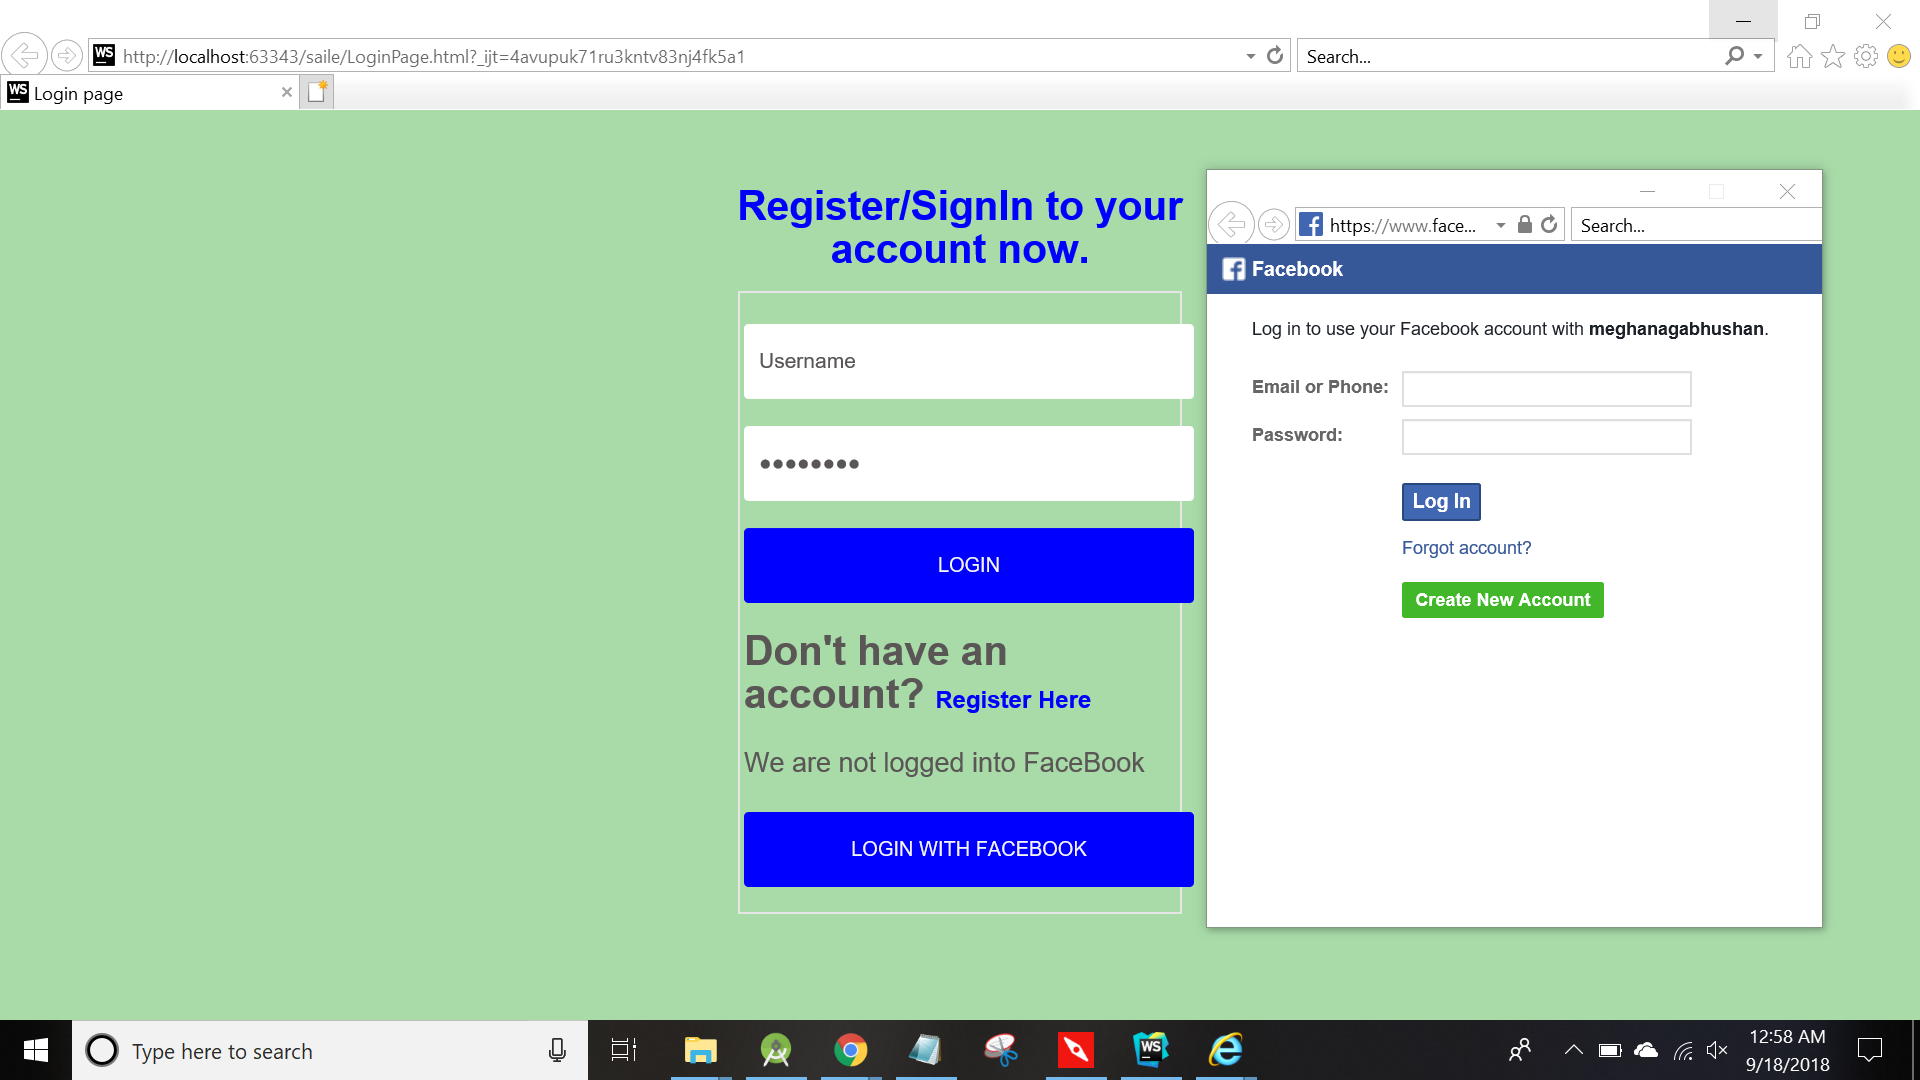 WS http://localhost:63343/saile/LoginPage.html?_ijt=4avupuk71ru3kntv83nj4fk5a1
Search...
WS Login page
Register/SignIn to your
account now.
Username
LOGIN
Don't have an
account? Register Here
We are not logged into FaceBook
LOGIN WITH FACEBOOK
https://www.face...
Search...
Facebook
Log in to use your Facebook account with meghanagabhushan.
Email or Phone:
Password:
Log In
Forgot account?
Create New Account
Type here to search
WS
12:58 AM
9/18/2018